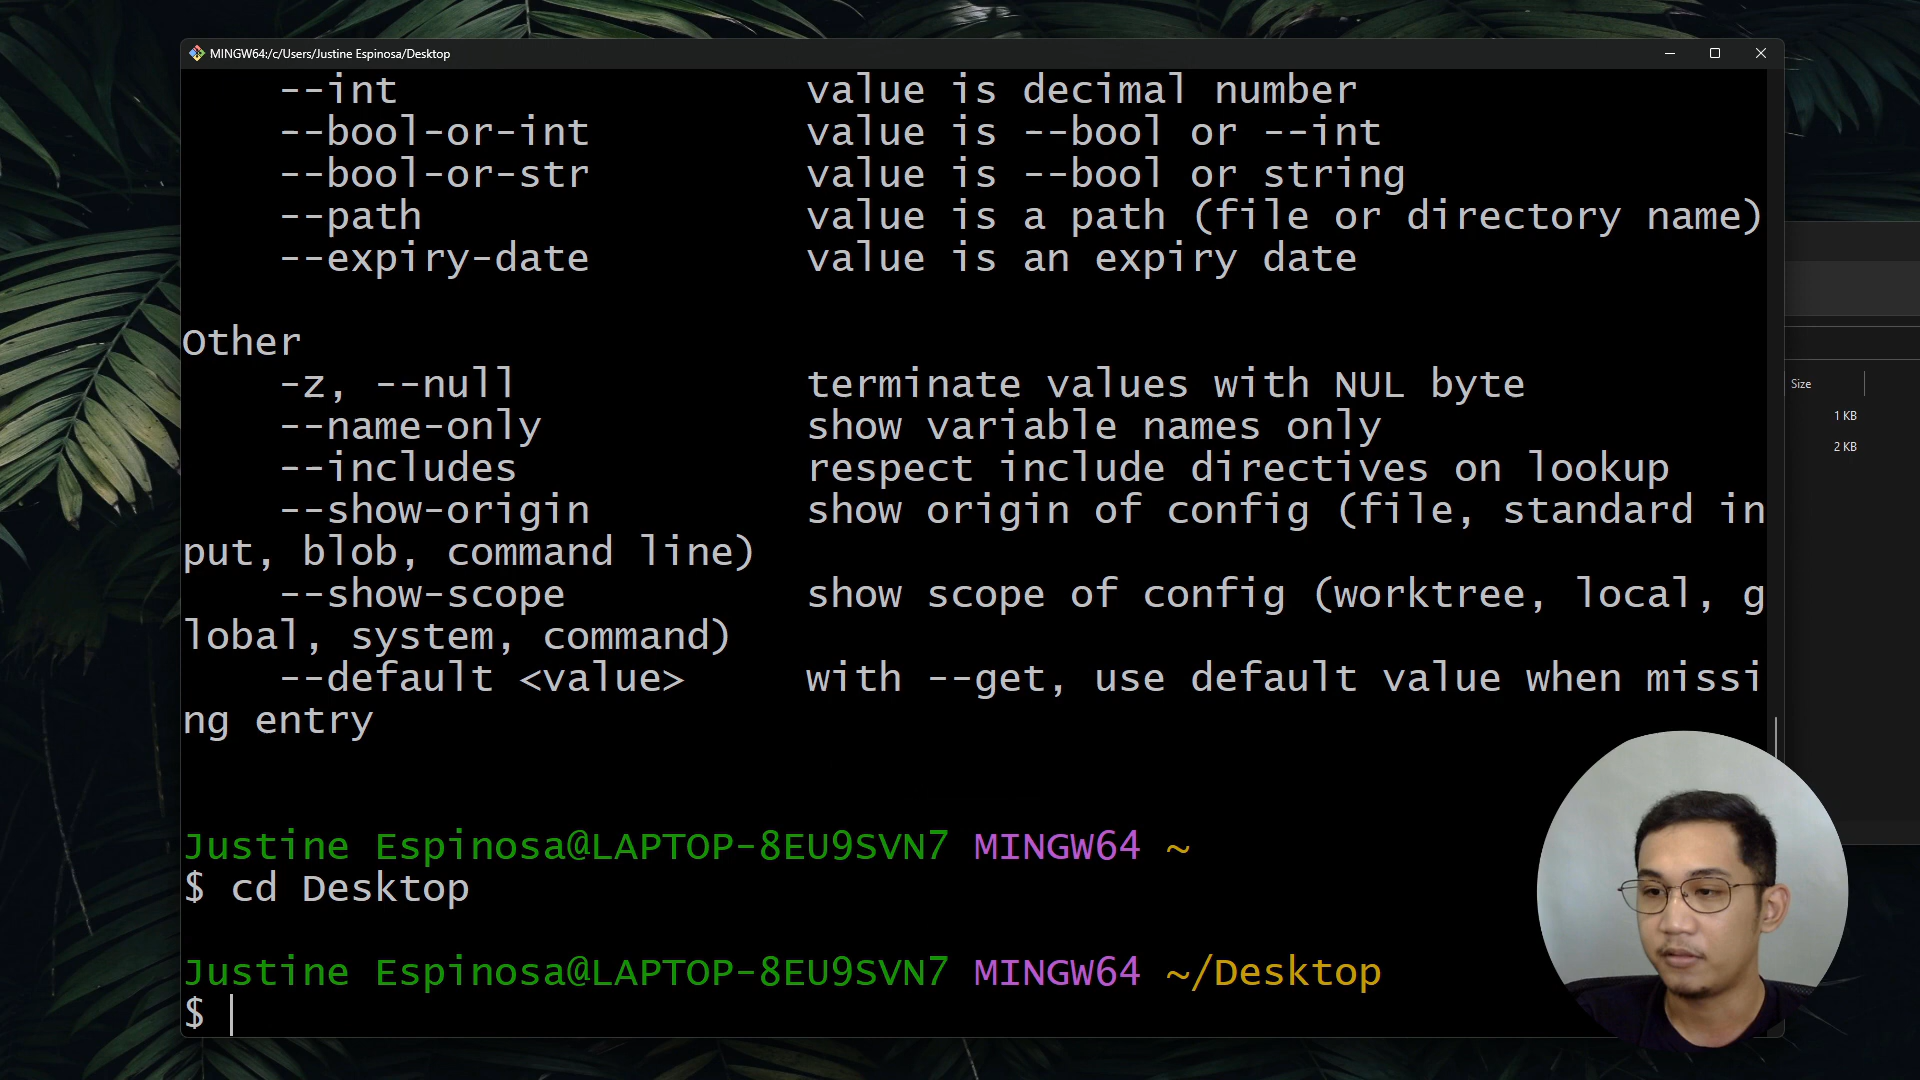 MINGW64:/c/Users/Justine Espinosa/Desktop
--int value is decimal number
--bool-or-int value is --bool or --int
--bool-or-str value is --bool or string
--path value is a path (file or directory name)
--expiry-date value is an expiry date
Other
-z, --null terminate values with NUL byte
--name-only show variable names only
--includes respect include directives on lookup
--show-origin show origin of config (file, standard in
put, blob, command line)
--show-scope show scope of config (worktree, local, g
lobal, system, command)
--default <value> with --get, use default value when missi
ng entry
Justine Espinosa@LAPTOP-8EU9SVN7 MINGW64 ~
$ cd Desktop
Justine Espinosa@LAPTOP-8EU9SVN7 MINGW64 ~/Desktop
$
Size
1 KB
2 KB